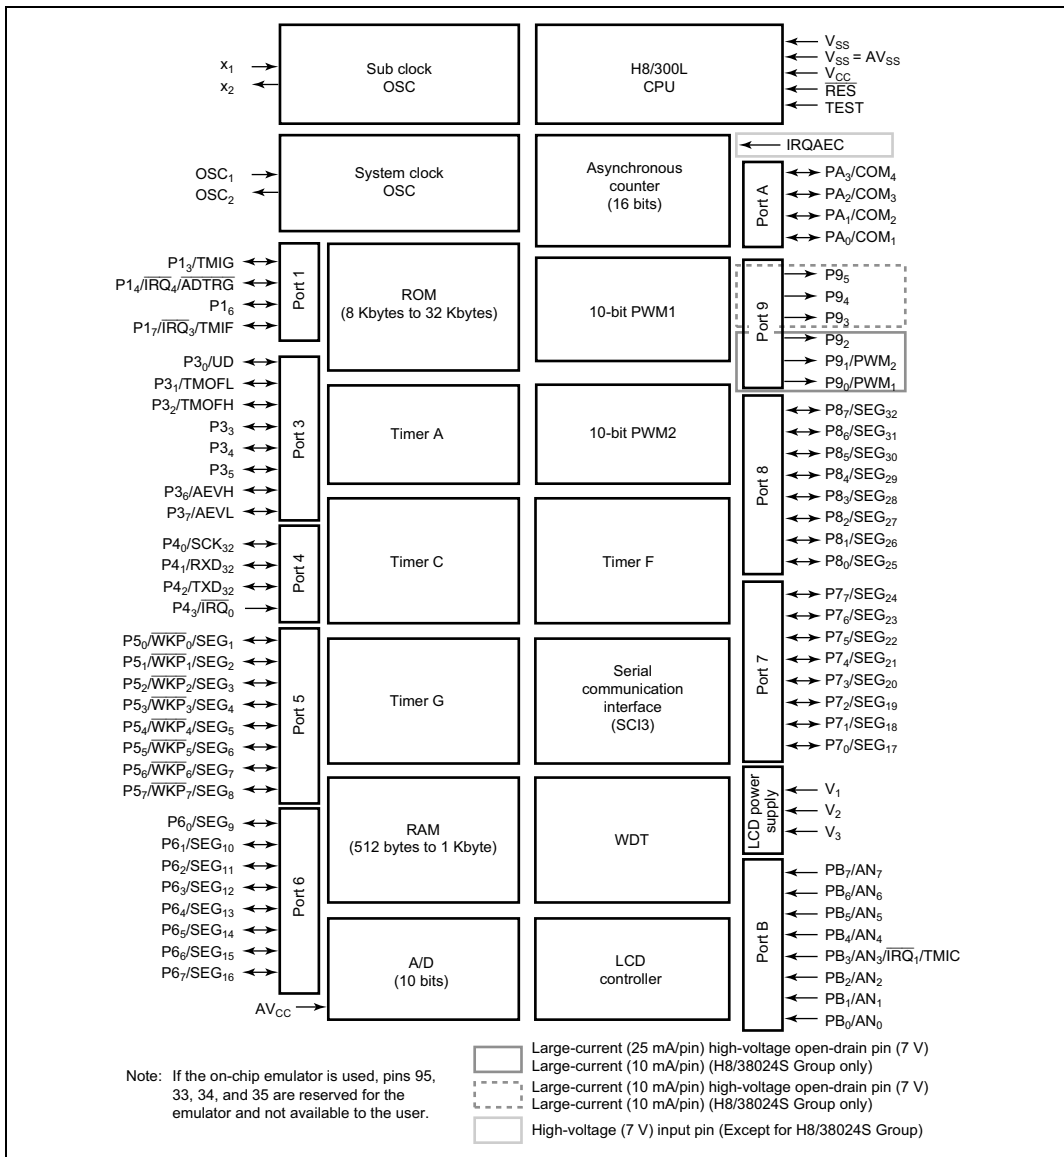 x1
x2
Sub clock
OSC
H8/300L
CPU
VSS
VSS = AVSS
VCC
RES
TEST
OSC1
OSC2
System clock
OSC
Asynchronous
counter
(16 bits)
IRQAEC
Port A
PA3/COM4
PA2/COM3
PA1/COM2
PA0/COM1
P13/TMIG
P14/IRQ4/ADTRG
P16
P17/IRQ3/TMIF
Port 1
ROM
(8 Kbytes to 32 Kbytes)
10-bit PWM1
Port 9
P95
P94
P93
P92
P91/PWM2
P90/PWM1
P30/UD
P31/TMOFL
P32/TMOFH
P33
P34
P35
P36/AEVH
P37/AEVL
Port 3
Timer A
10-bit PWM2
Port 8
P87/SEG32
P86/SEG31
P85/SEG30
P84/SEG29
P83/SEG28
P82/SEG27
P81/SEG26
P80/SEG25
P40/SCK32
P41/RXD32
P42/TXD32
P43/IRQ0
Port 4
Timer C
Timer F
Port 7
P77/SEG24
P76/SEG23
P75/SEG22
P74/SEG21
P73/SEG20
P72/SEG19
P71/SEG18
P70/SEG17
P50/WKP0/SEG1
P51/WKP1/SEG2
P52/WKP2/SEG3
P53/WKP3/SEG4
P54/WKP4/SEG5
P55/WKP5/SEG6
P56/WKP6/SEG7
P57/WKP7/SEG8
Port 5
Timer G
Serial
communication
interface
(SCI3)
LCD power
supply
V1
V2
V3
P60/SEG9
P61/SEG10
P62/SEG11
P63/SEG12
P64/SEG13
P65/SEG14
P66/SEG15
P67/SEG16
Port 6
RAM
(512 bytes to 1 Kbyte)
WDT
Port B
PB7/AN7
PB6/AN6
PB5/AN5
PB4/AN4
PB3/AN3/IRQ1/TMIC
PB2/AN2
PB1/AN1
PB0/AN0
AVCC
A/D
(10 bits)
LCD
controller
Large-current (25 mA/pin) high-voltage open-drain pin (7 V)
Large-current (10 mA/pin) (H8/38024S Group only)
Large-current (10 mA/pin) high-voltage open-drain pin (7 V)
Large-current (10 mA/pin) (H8/38024S Group only)
High-voltage (7 V) input pin (Except for H8/38024S Group)
Note: If the on-chip emulator is used, pins 95,
33, 34, and 35 are reserved for the
emulator and not available to the user.